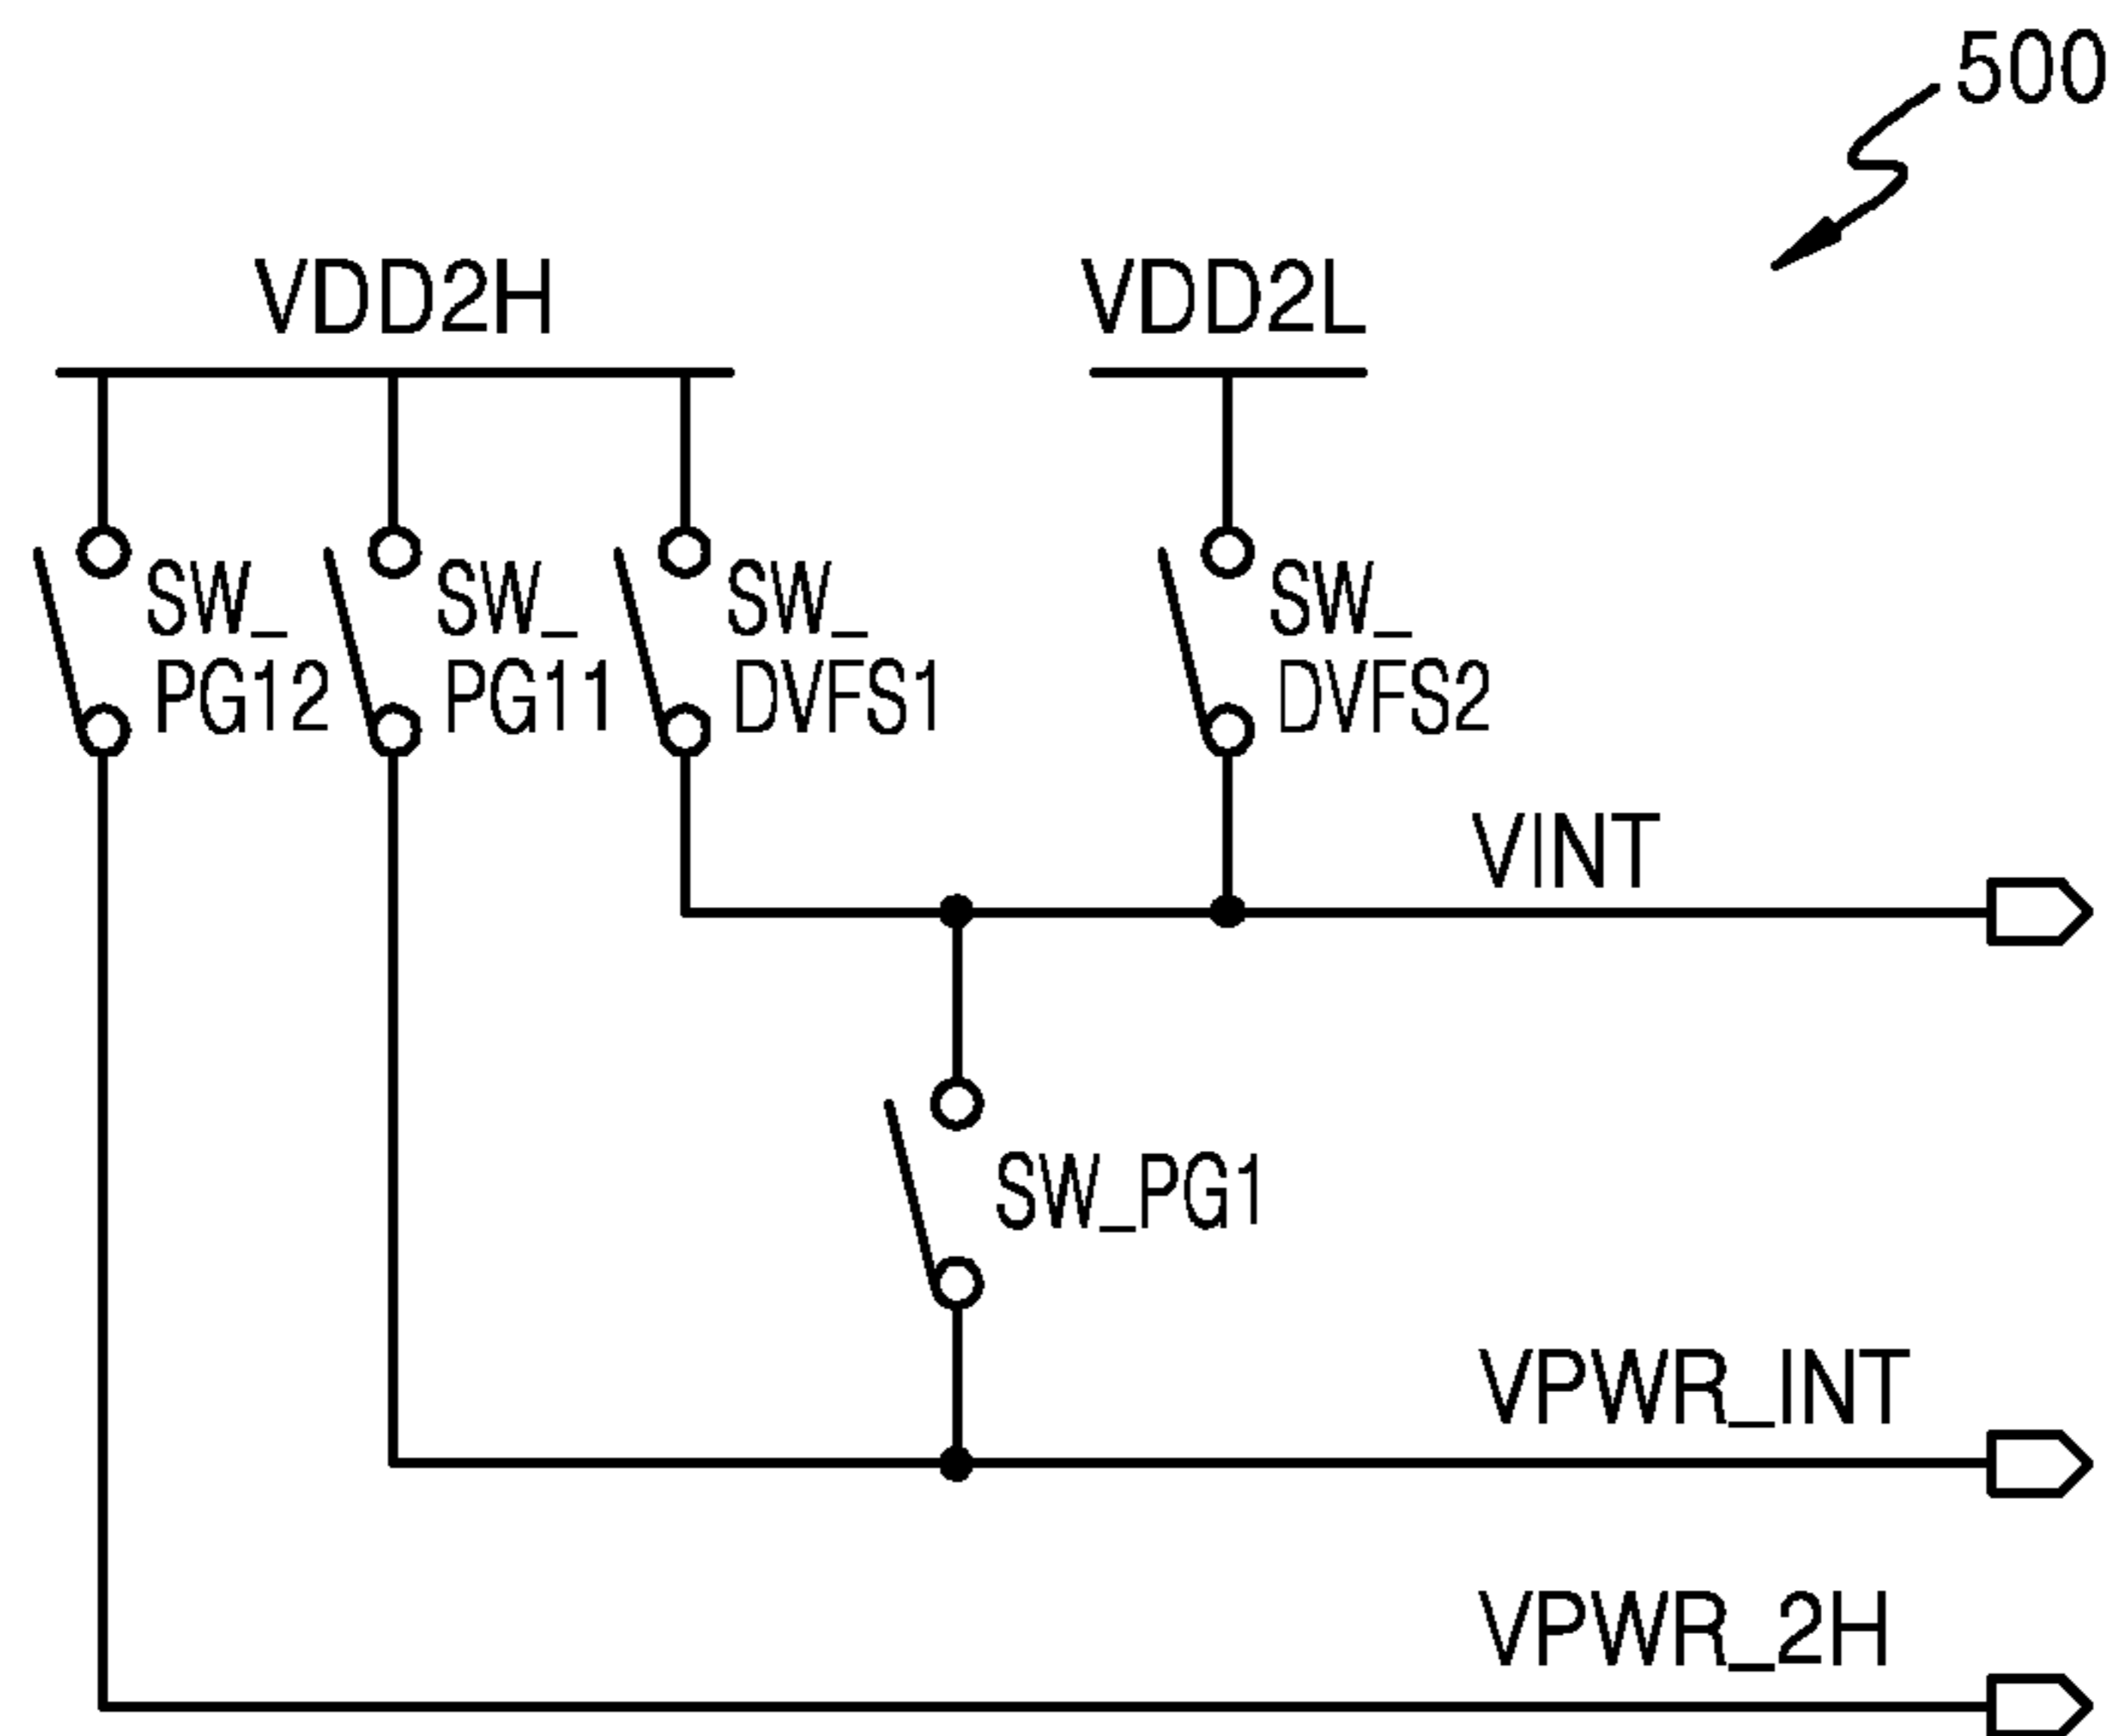 500
VDD2H
VDD2L
SW_
PG12
SW_
PG11
SW_
DVFS1
SW_
DVFS2
VINT
SW_PG1
VPWR_INT
VPWR_2H